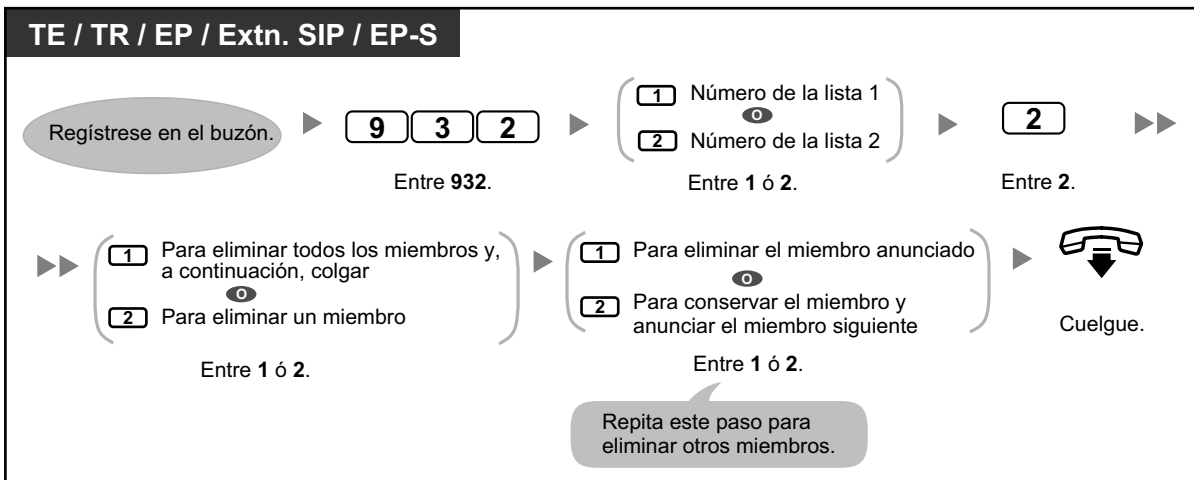 TE / TR / EP / Extn. SIP / EP-S
Regístrese en el buzón.
9 3 2
Entre 932.
1 Número de la lista 1
O
2 Número de la lista 2
Entre 1 ó 2.
2
Entre 2.
1 Para eliminar todos los miembros y,
a continuación, colgar
O
2 Para eliminar un miembro
Entre 1 ó 2.
1 Para eliminar el miembro anunciado
O
2 Para conservar el miembro y
anunciar el miembro siguiente
Entre 1 ó 2.
Repita este paso para
eliminar otros miembros.
Cuelgue.